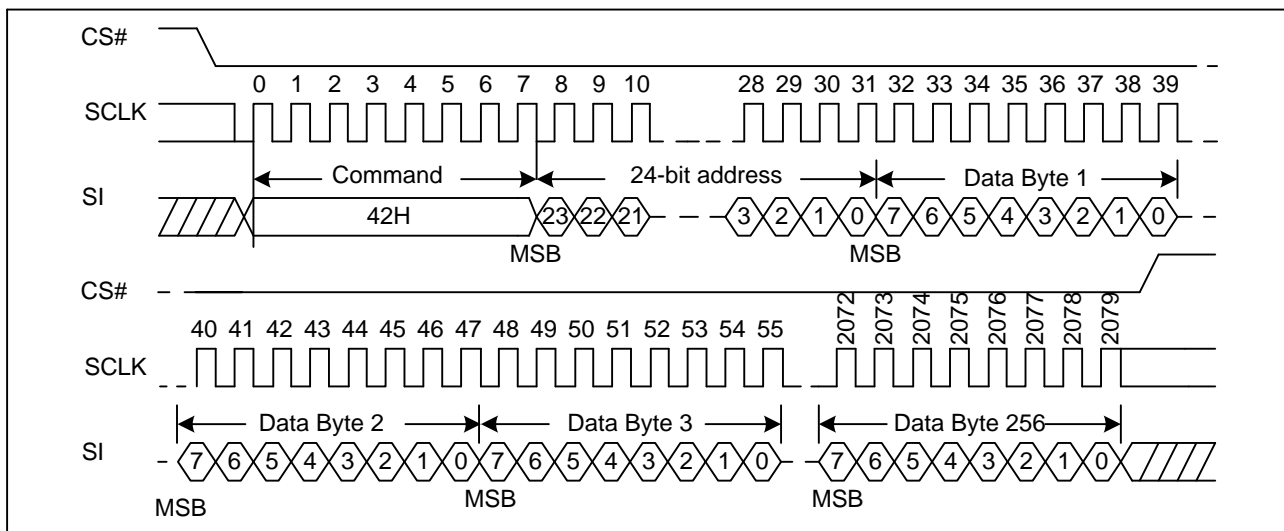 CS#
0 1 2 3 4 5 6 7 8 9 10 28 29 30 31 32 33 34 35 36 37 38 39
SCLK
Command 24-bit address Data Byte 1
SI
42H 23 22 21 3 2 1 0 7 6 5 4 3 2 1 0
MSB MSB
CS#
40 41 42 43 44 45 46 47 48 49 50 51 52 53 54 55 2072 2073 2074 2075 2076 2077 2078 2079
SCLK
Data Byte 2 Data Byte 3 Data Byte 256
SI
7 6 5 4 3 2 1 0 7 6 5 4 3 2 1 0 7 6 5 4 3 2 1 0
MSB MSB MSB